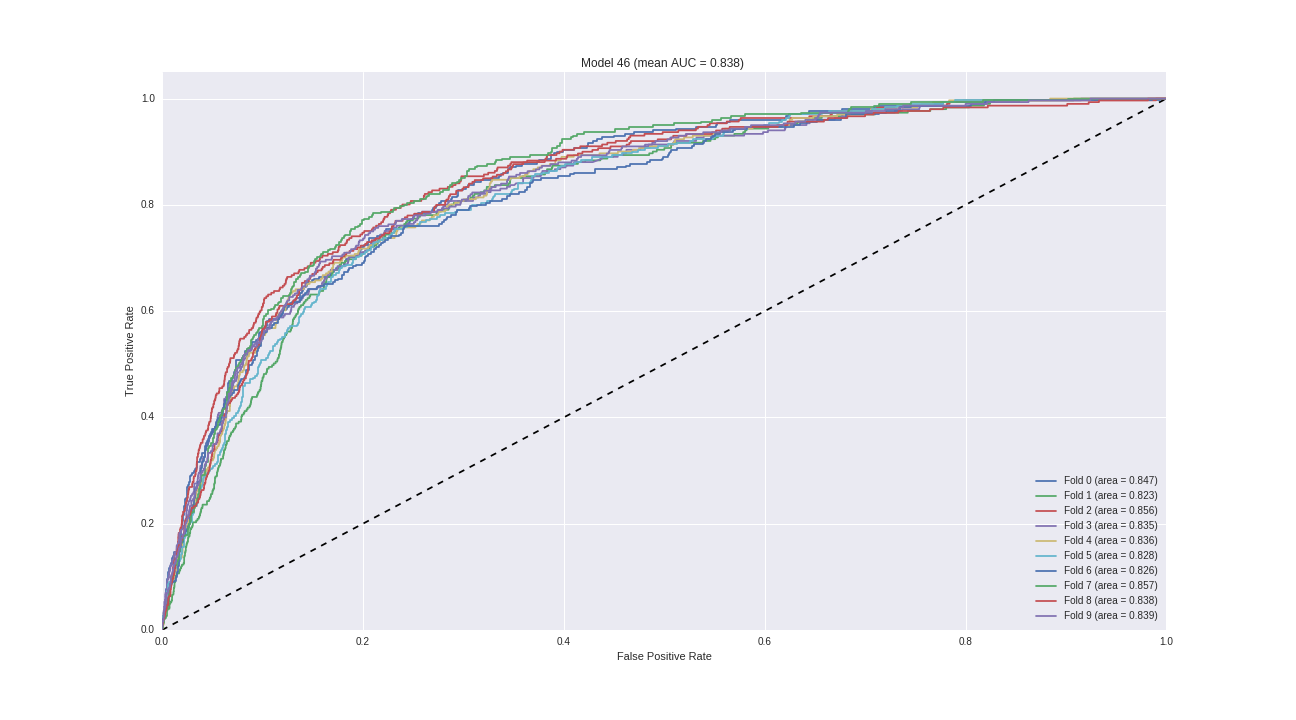 Model 46 (mean AUC = 0.838)
True Positive Rate
1.0
0.8
0.6
0.4
0.2
0.0
Fold 0 (area = 0.847)
Fold 1 (area = 0.823)
Fold 2 (area = 0.856)
Fold 3 (area = 0.835)
Fold 4 (area = 0.836)
Fold 5 (area = 0.828)
Fold 6 (area = 0.826)
Fold 7 (area = 0.857)
Fold 8 (area = 0.838)
Fold 9 (area = 0.839)
0.0 0.2 0.4 0.6 0.8 1.0
False Positive Rate